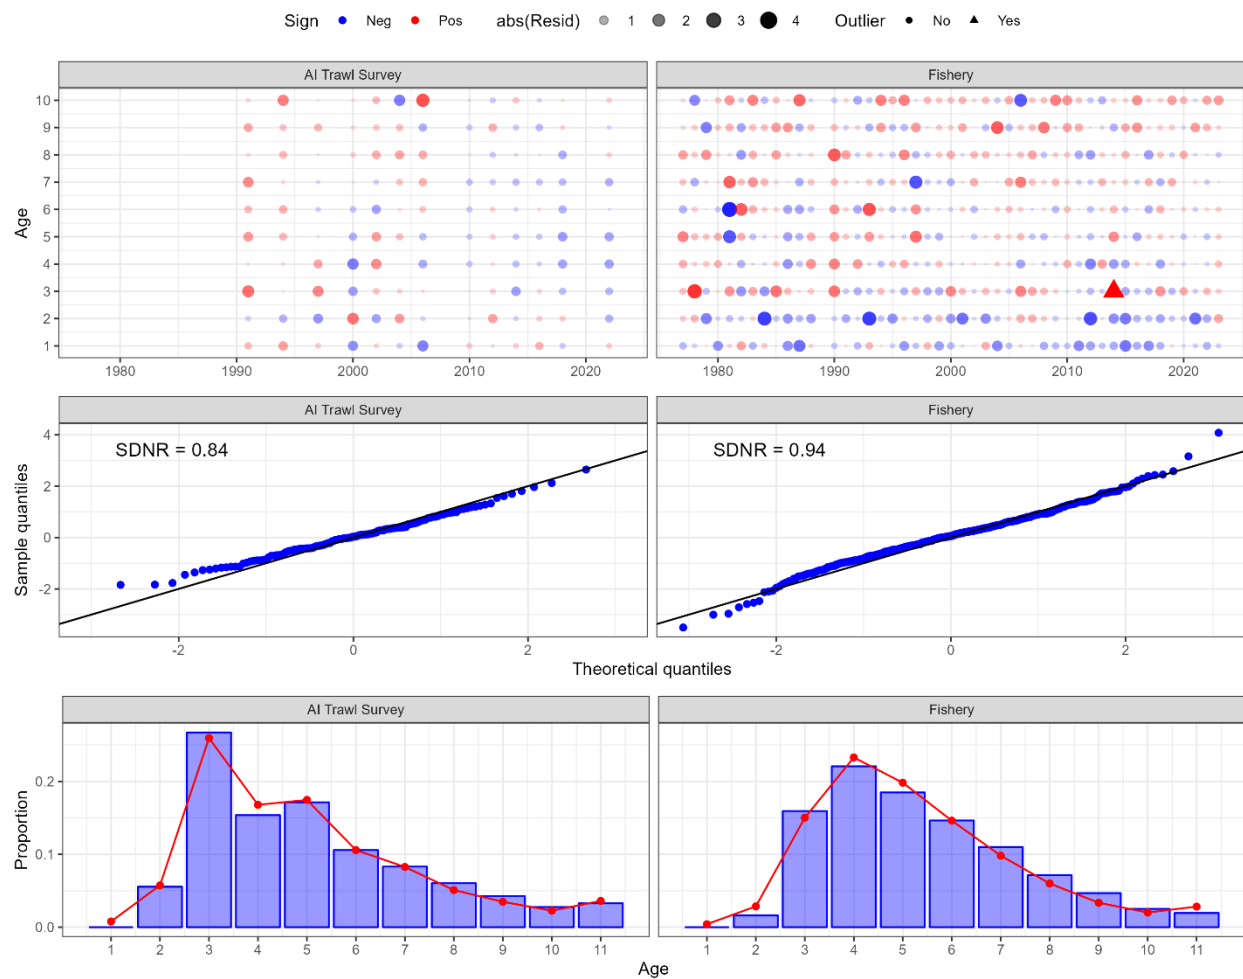 Sign Neg Pos abs(Resid) 1 2 3 4 Outlier No Yes
AI Trawl Survey Fishery
Age
10
9
8
7
6
5
4
3
2
1
1980 1990 2000 2010 2020 1980 1990 2000 2010 2020
AI Trawl Survey Fishery
Sample quantiles
4
2
0
-2
SDNR = 0.84 SDNR = 0.94
-2 0 2 -2 0 2
Theoretical quantiles
AI Trawl Survey Fishery
Proportion
0.2
0.1
0.0
1 2 3 4 5 6 7 8 9 10 11 1 2 3 4 5 6 7 8 9 10 11
Age